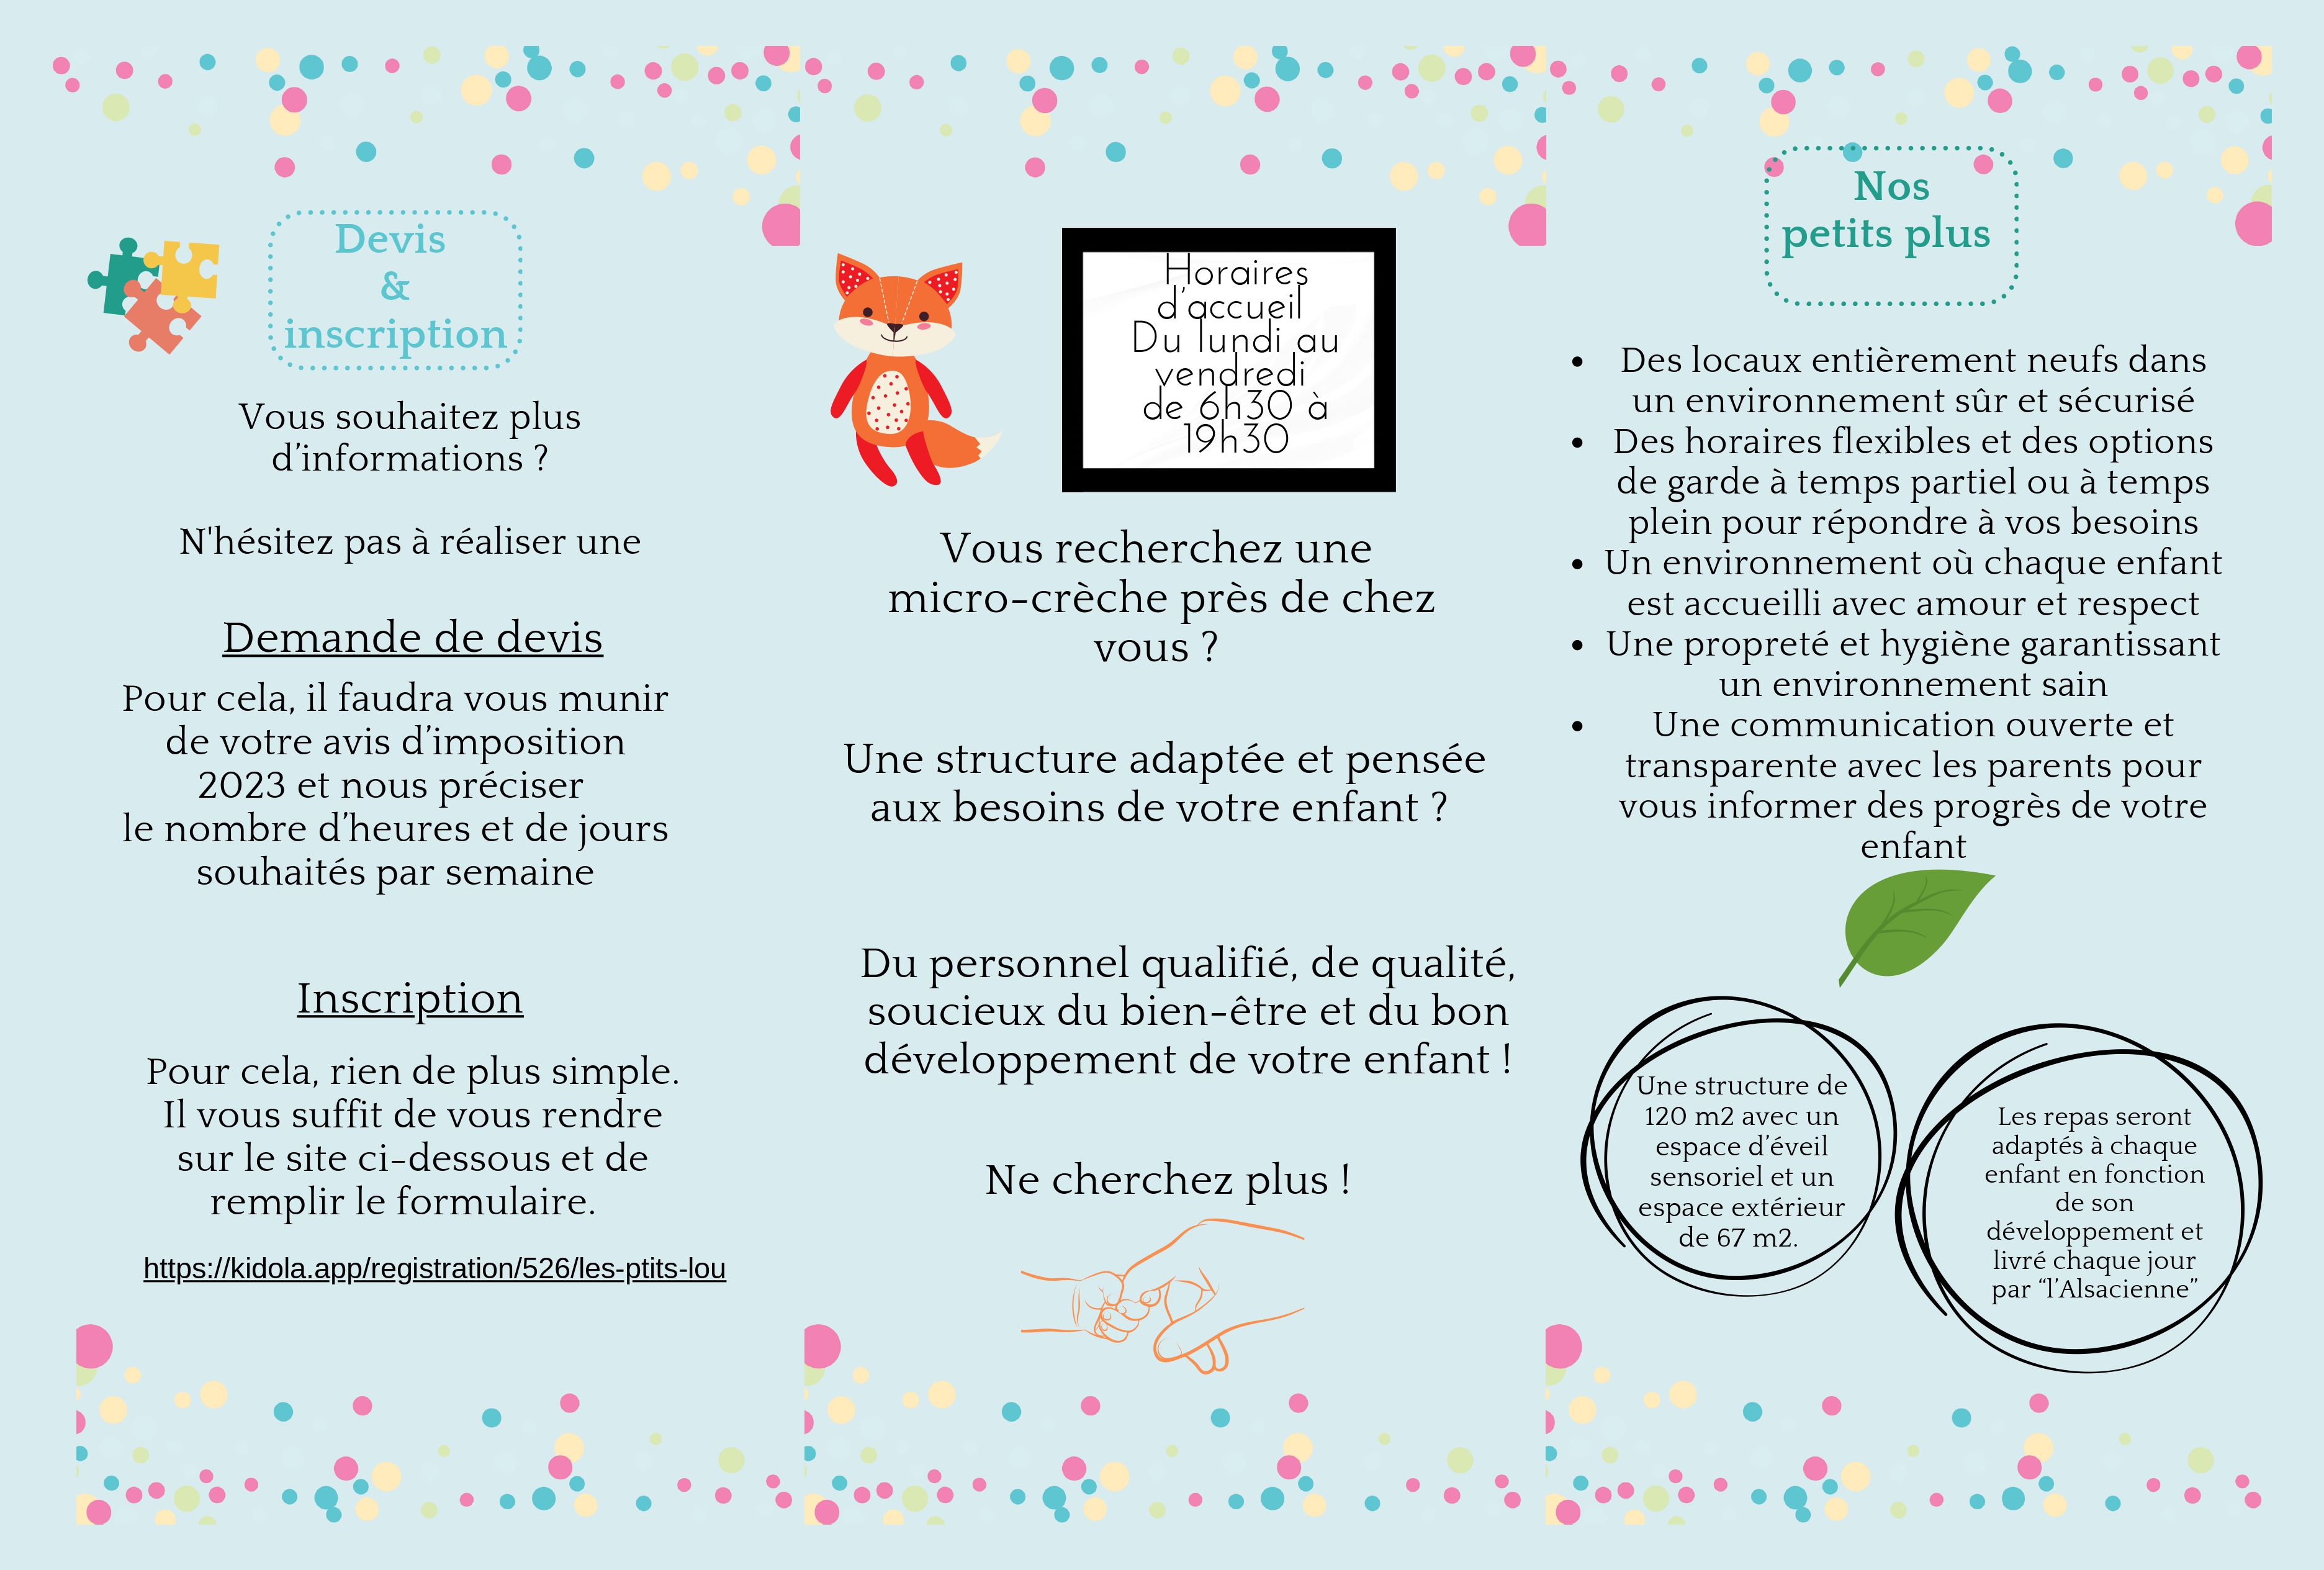 Devis
&
inscription
Vous souhaitez plus
d’informations ?
N'hésitez pas à réaliser une
Demande de devis
Pour cela, il faudra vous munir
de votre avis d’imposition
2023 et nous préciser
le nombre d’heures et de jours
souhaités par semaine
Inscription
Pour cela, rien de plus simple.
Il vous suffit de vous rendre
sur le site ci-dessous et de
remplir le formulaire.
https://kidola.app/registration/526/les-ptits-lou
Horaires
d’accueil
Du lundi au
vendredi
de 6h30 à
19h30
Vous recherchez une
micro-crèche près de chez
vous ?
Une structure adaptée et pensée
aux besoins de votre enfant ?
Du personnel qualifié, de qualité,
soucieux du bien-être et du bon
développement de votre enfant !
Ne cherchez plus !
Nos
petits plus
• Des locaux entièrement neufs dans
un environnement sûr et sécurisé
• Des horaires flexibles et des options
de garde à temps partiel ou à temps
plein pour répondre à vos besoins
• Un environnement où chaque enfant
est accueilli avec amour et respect
• Une propreté et hygiène garantissant
un environnement sain
• Une communication ouverte et
transparente avec les parents pour
vous informer des progrès de votre
enfant
Une structure de
120 m2 avec un
espace d’éveil
sensoriel et un
espace extérieur
de 67 m2.
Les repas seront
adaptés à chaque
enfant en fonction
de son
développement et
livré chaque jour
par “l’Alsacienne”